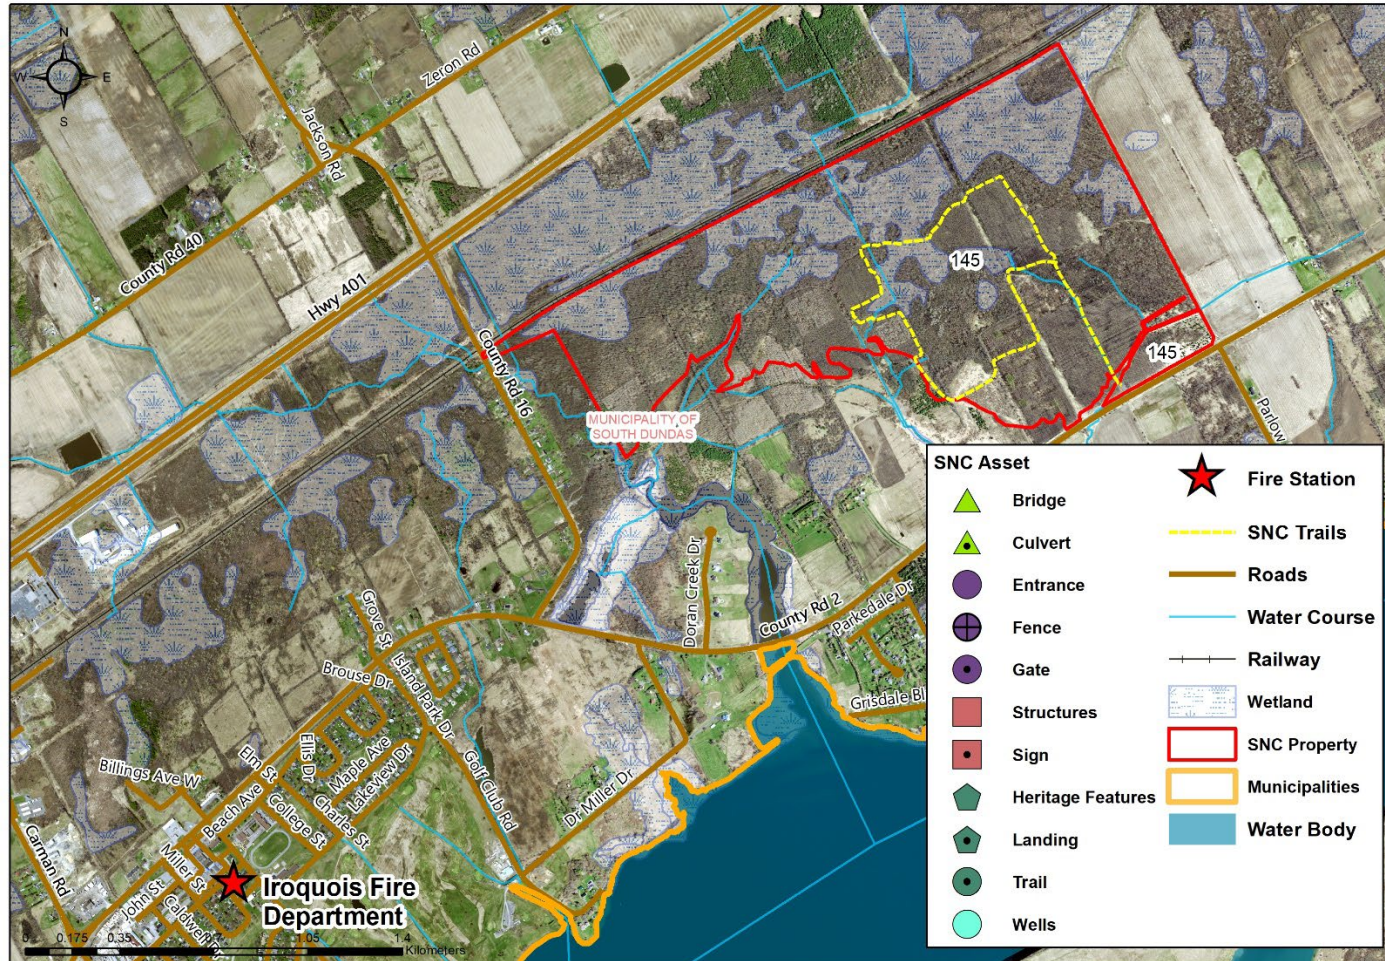 N
W
E
S
Zeron Rd
Jackson Rd
County Rd 40
Hwy 401
County Rd 16
145
145
Parlow
MUNICIPALITY OF
SOUTH DUNDAS
Doran Creek Dr
County Rd 2
Parkedale Dr
Grisdale Bl
Grove St
Island Park Dr
Brouse Dr
Ellis Dr
Maple Ave
Lakeview Dr
Golf Club Rd
Dr Miller Dr
Billings Ave W
Elm St
Beach Ave
College St
Charles St
Carman Rd
Miller St
John St
Caldwell Dr
Iroquois Fire
Department
0 0.175 0.35 0.7 1.05 1.4
Kilometers
SNC Asset
Bridge
Culvert
Entrance
Fence
Gate
Structures
Sign
Heritage Features
Landing
Trail
Wells
Fire Station
SNC Trails
Roads
Water Course
Railway
Wetland
SNC Property
Municipalities
Water Body